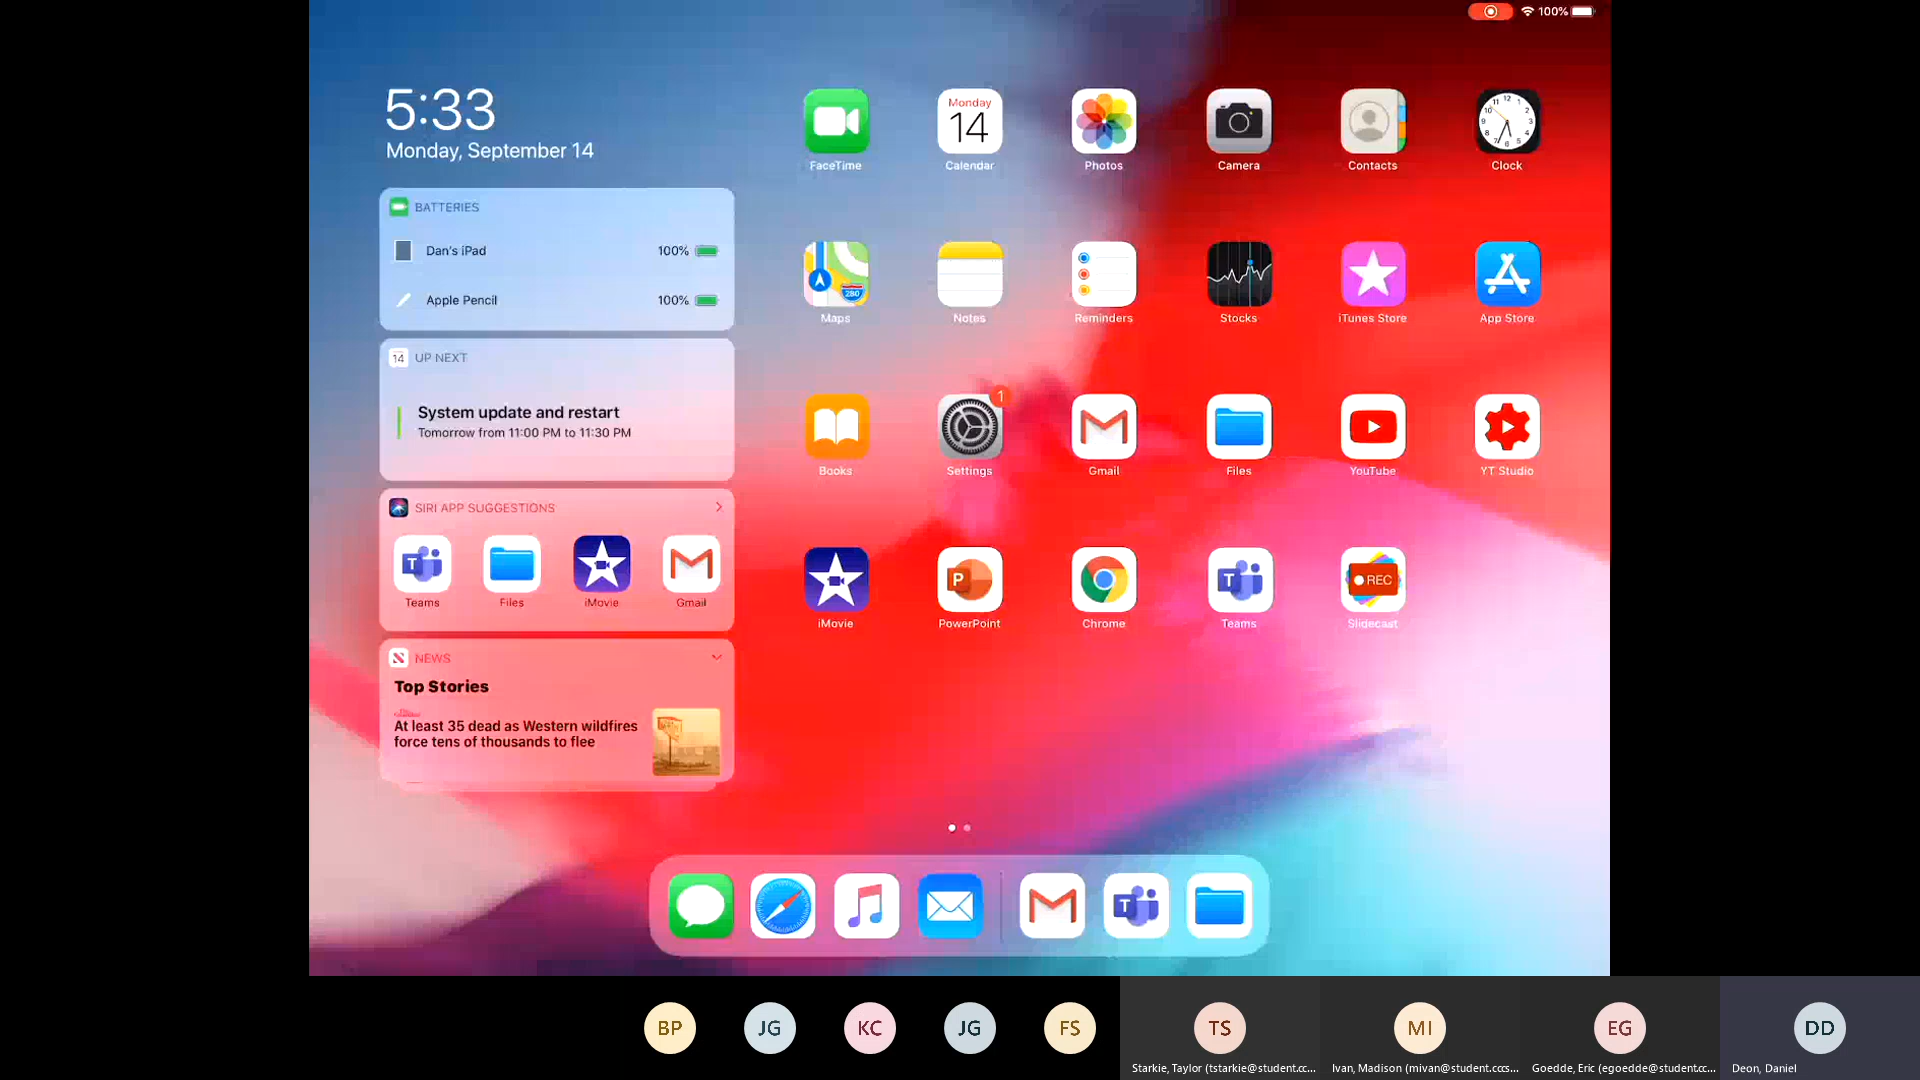 100%
5:33
Monday, September 14
BATTERIES
Dan's iPad 100%
Apple Pencil 100%
14 UP NEXT
System update and restart
Tomorrow from 11:00 PM to 11:30 PM
SIRI APP SUGGESTIONS
Teams Files iMovie Gmail
NEWS
Top Stories
At least 35 dead as Western wildfires
force tens of thousands to flee
Monday
14
FaceTime Calendar Photos Camera Contacts Clock
280
Maps Notes Reminders Stocks iTunes Store App Store
1
Books Settings Gmail Files YouTube YT Studio
P T REC
iMovie PowerPoint Chrome Teams Slidecast
BP JG KC JG FS TS MI EG DD
Starkie, Taylor (tstarkie@student.cc... Ivan, Madison (mivan@student.cccs... Goedde, Eric (egoedde@student.cc... Deon, Daniel